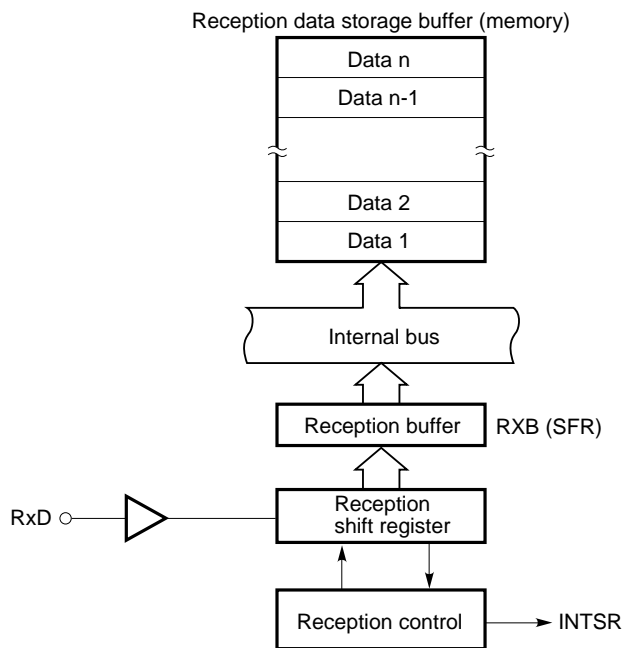 Reception data storage buffer (memory)
Data n
Data n-1
Data 2
Data 1
Internal bus
Reception buffer
RXB (SFR)
RxD
Reception
shift register
Reception control
INTSR